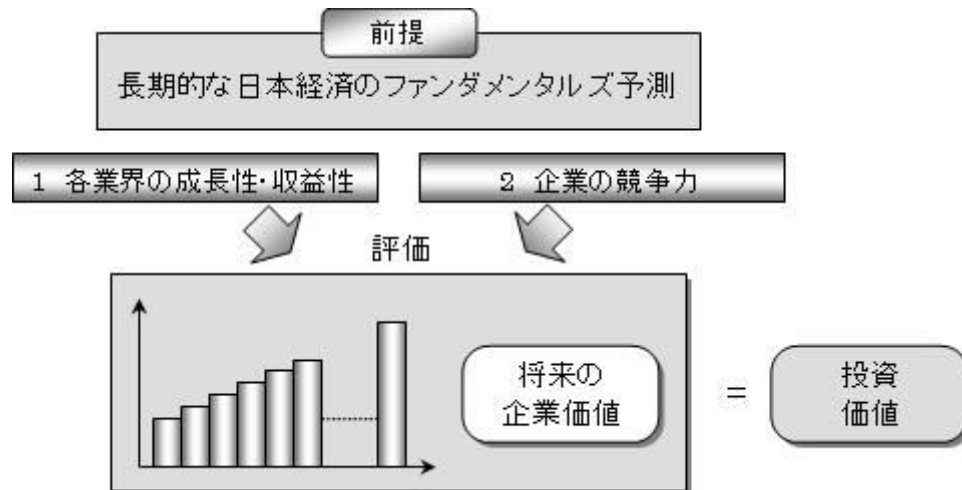 前提
長期的な日本経済のファンダメンタルズ予測
1 各業界の成長性・収益性
2 企業の競争力
評価
将来の
企業価値
=
投資
価値